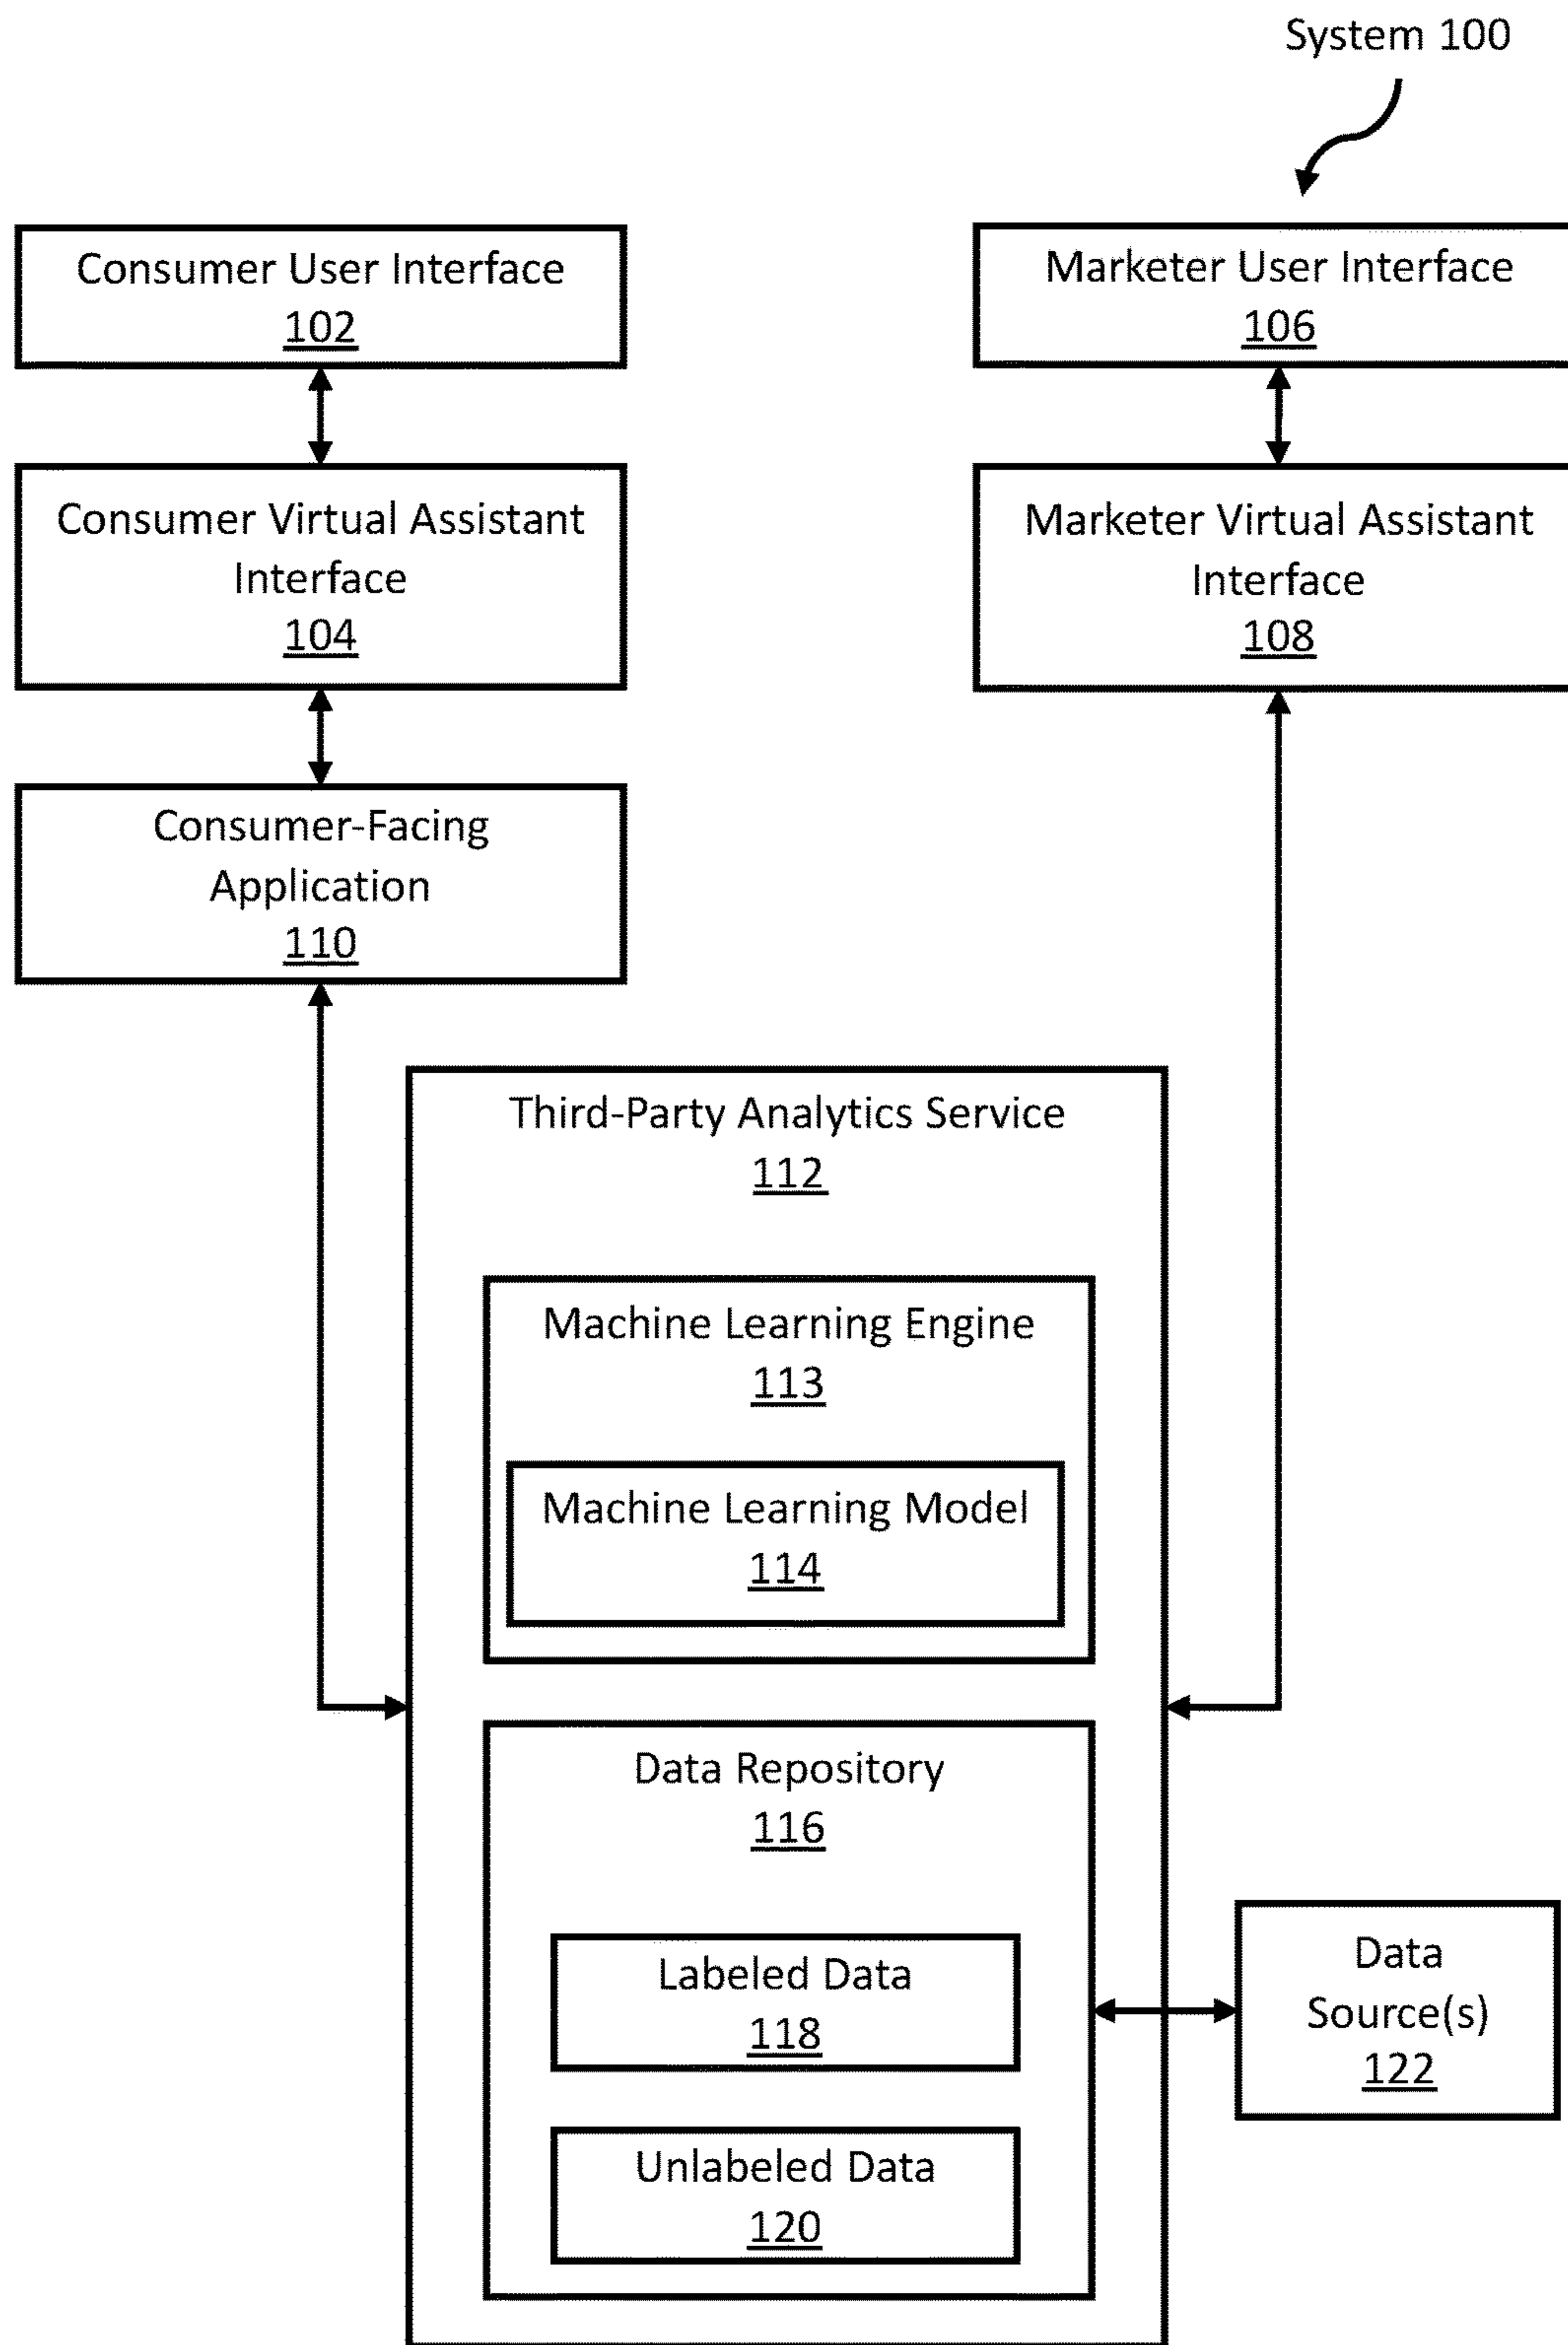 System 100
Consumer User Interface
102
Marketer User Interface
106
Consumer Virtual Assistant
Interface
104
Marketer Virtual Assistant
Interface
108
Consumer-Facing
Application
110
Third-Party Analytics Service
112
Machine Learning Engine
113
Machine Learning Model
114
Data Repository
116
Labeled Data
118
Unlabeled Data
120
Data
Source(s)
122